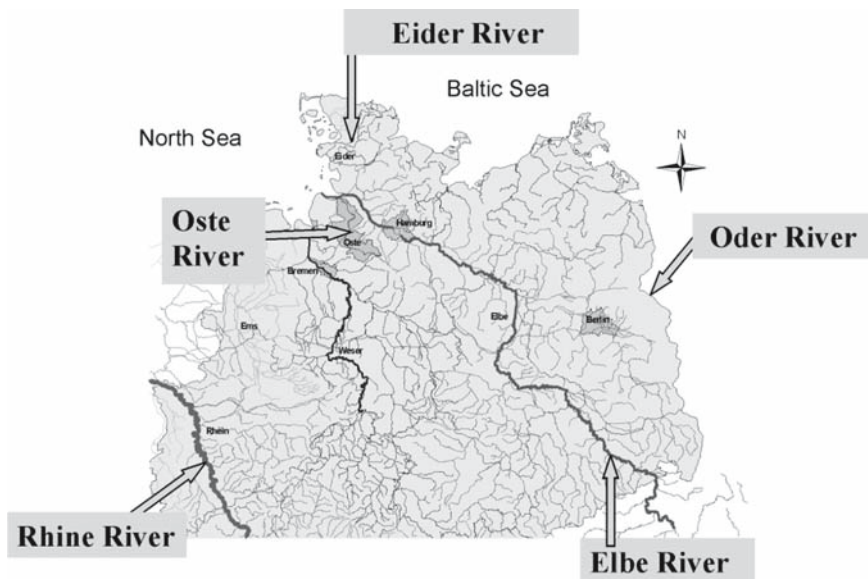 Eider River
Baltic Sea
North Sea
N
Eider
Oste
River
Hamburg
Oste
Oder River
Bremen
Ems
Elbe
Berlin
Weser
Rhein
Rhine River
Elbe River